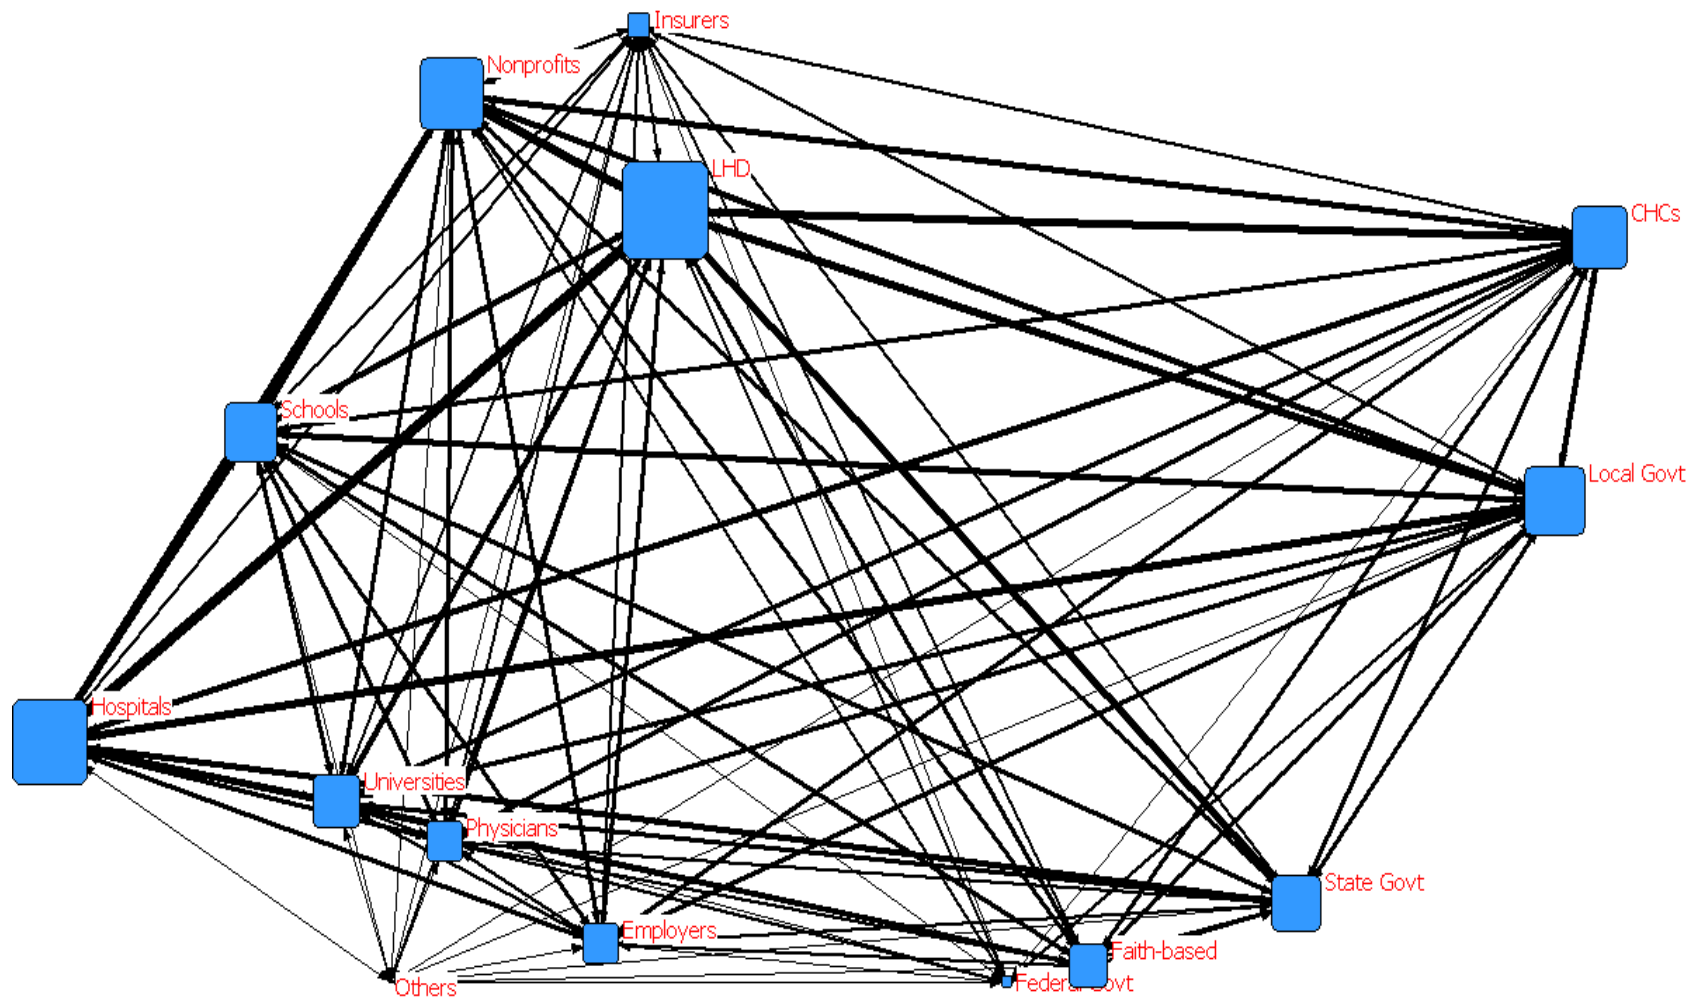 Insurers
Nonprofits
LHD
CHCs
Schools
Local Govt
Hospitals
Universities
Physicians
State Govt
Employers
Faith-based
Others
Federal Govt